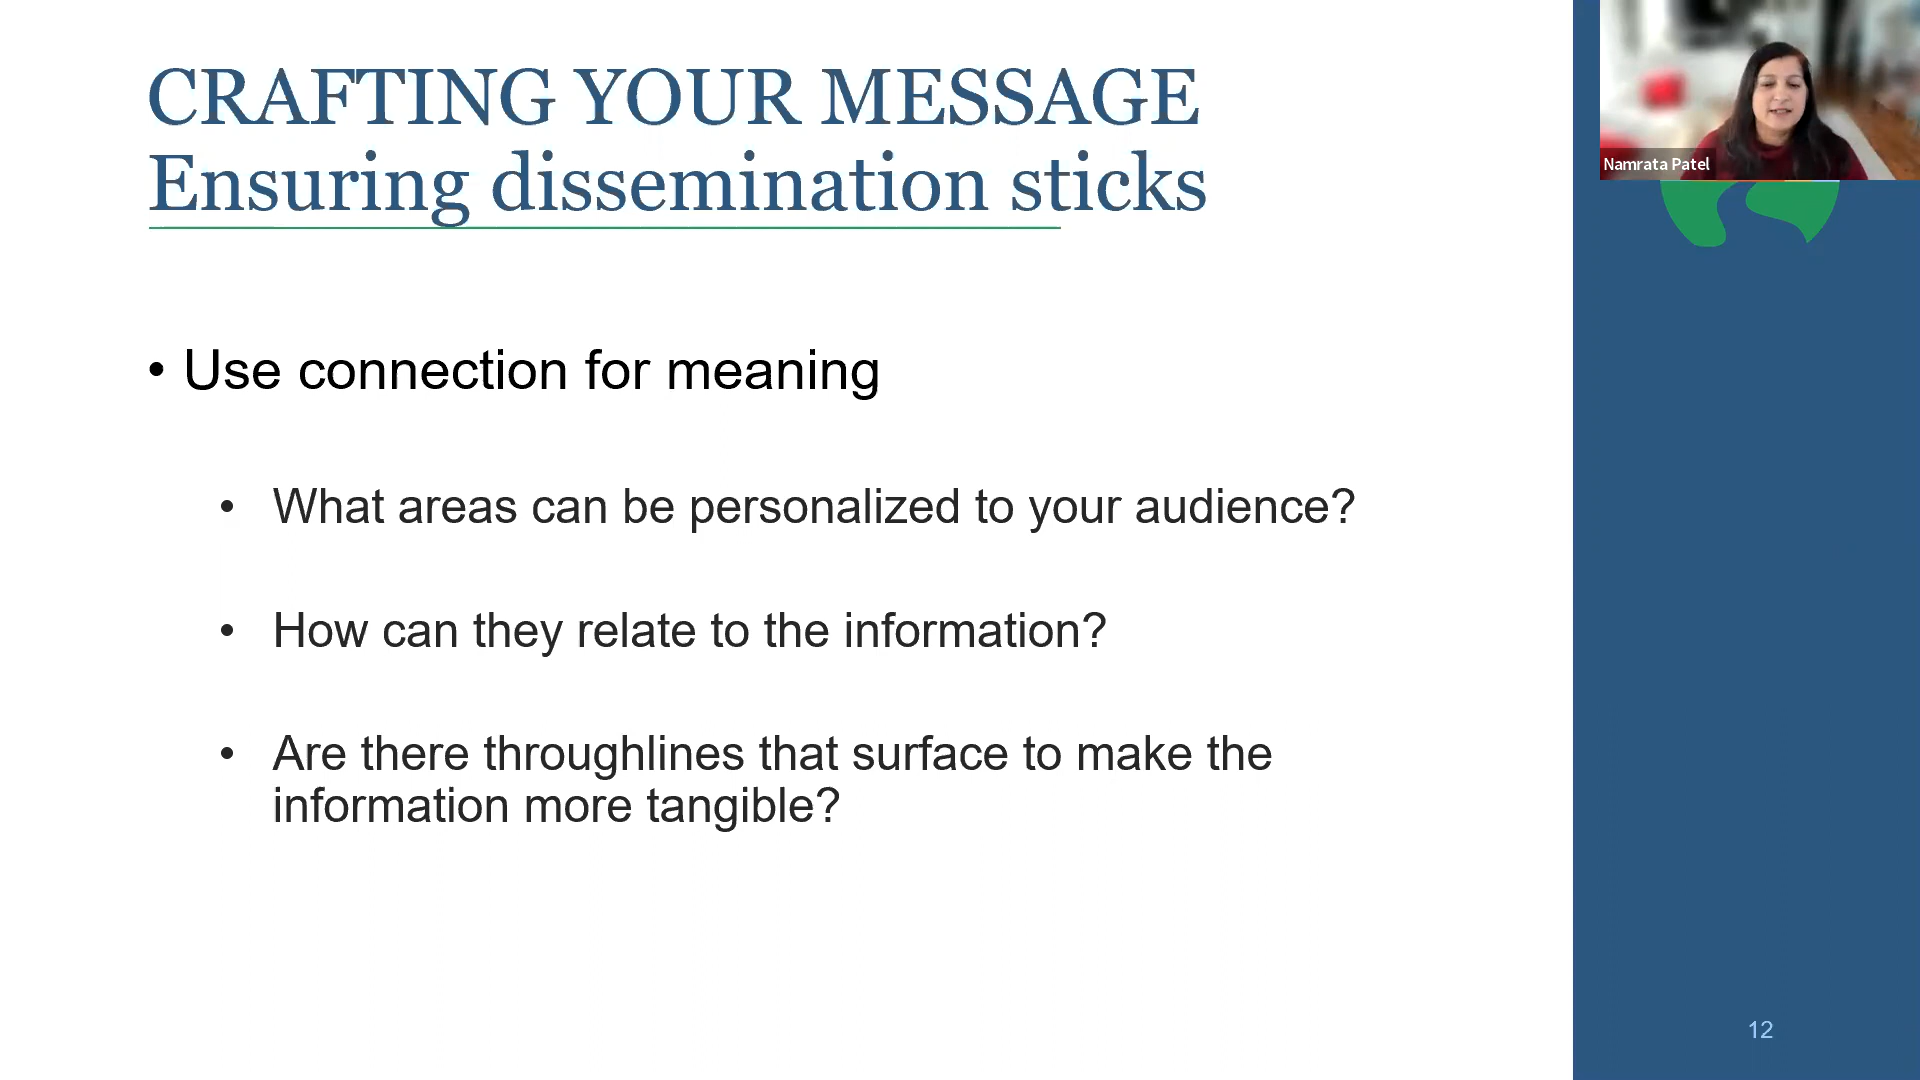 CRAFTING YOUR MESSAGE
Ensuring dissemination sticks
• Use connection for meaning
• What areas can be personalized to your audience?
• How can they relate to the information?
• Are there throughlines that surface to make the
information more tangible?
Namrata Patel
12